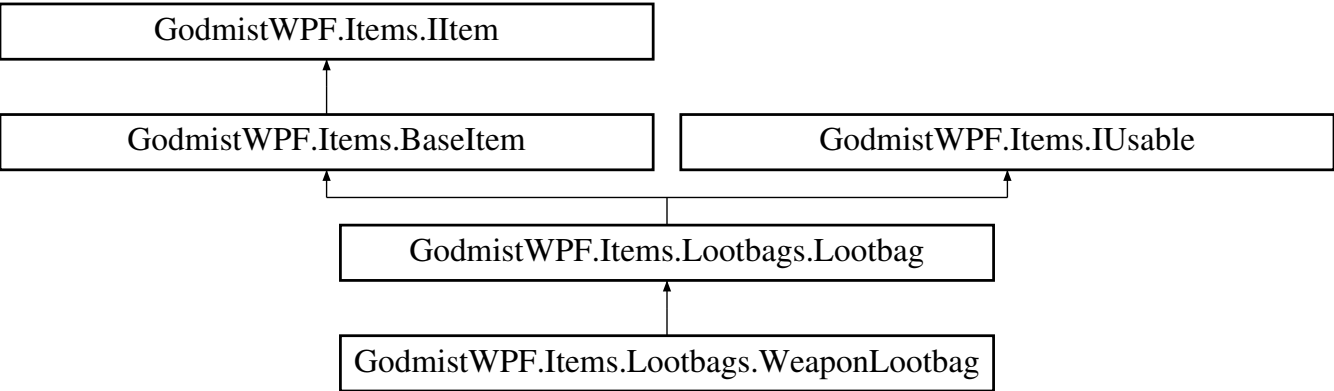 GodmistWPF.Items.IItem
GodmistWPF.Items.BaseItem
GodmistWPF.Items.IUsable
GodmistWPF.Items.Lootbags.Lootbag
GodmistWPF.Items.Lootbags.WeaponLootbag